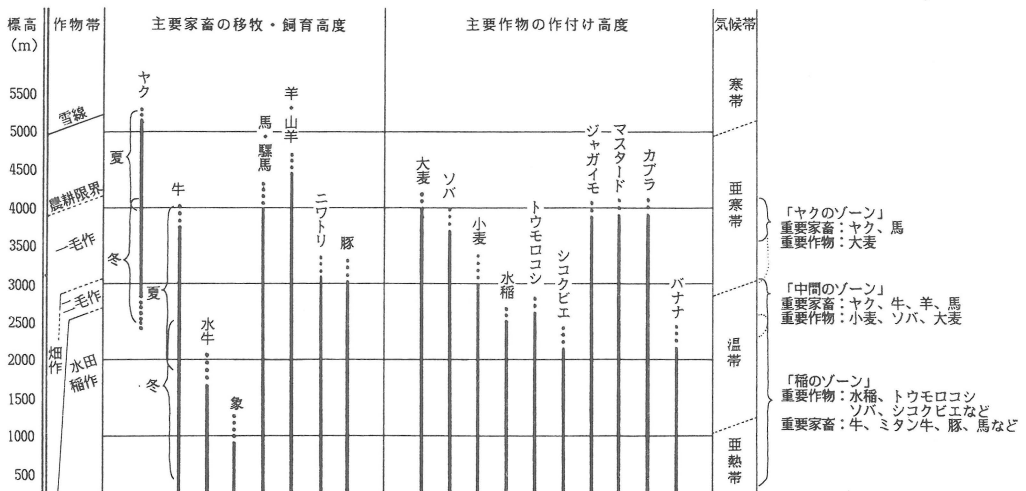 標高
(m)
作物帯
主要家畜の移牧・飼育高度
主要作物の作付け高度
気候帯
5500
5000
4500
4000
3500
3000
2500
2000
1500
1000
500
雪線
農耕限界
一毛作
二毛作
畑作
水田
稲作
ヤク
夏
冬
牛
夏
冬
水牛
象
馬・騾馬
羊・山羊
ニワトリ
豚
大麦
ソバ
小麦
水稲
トウモロコシ
シコクビエ
ジャガイモ
マスタード
カブラ
バナナ
寒帯
亜寒帯
温帯
亜熱帯
「ヤクのゾーン」
重要家畜：ヤク、馬
重要作物：大麦
「中間のゾーン」
重要家畜：ヤク、牛、羊、馬
重要作物：小麦、ソバ、大麦
「稲のゾーン」
重要作物：水稲、トウモロコシ
ソバ、シコクビエなど
重要家畜：牛、ミタン牛、豚、馬など